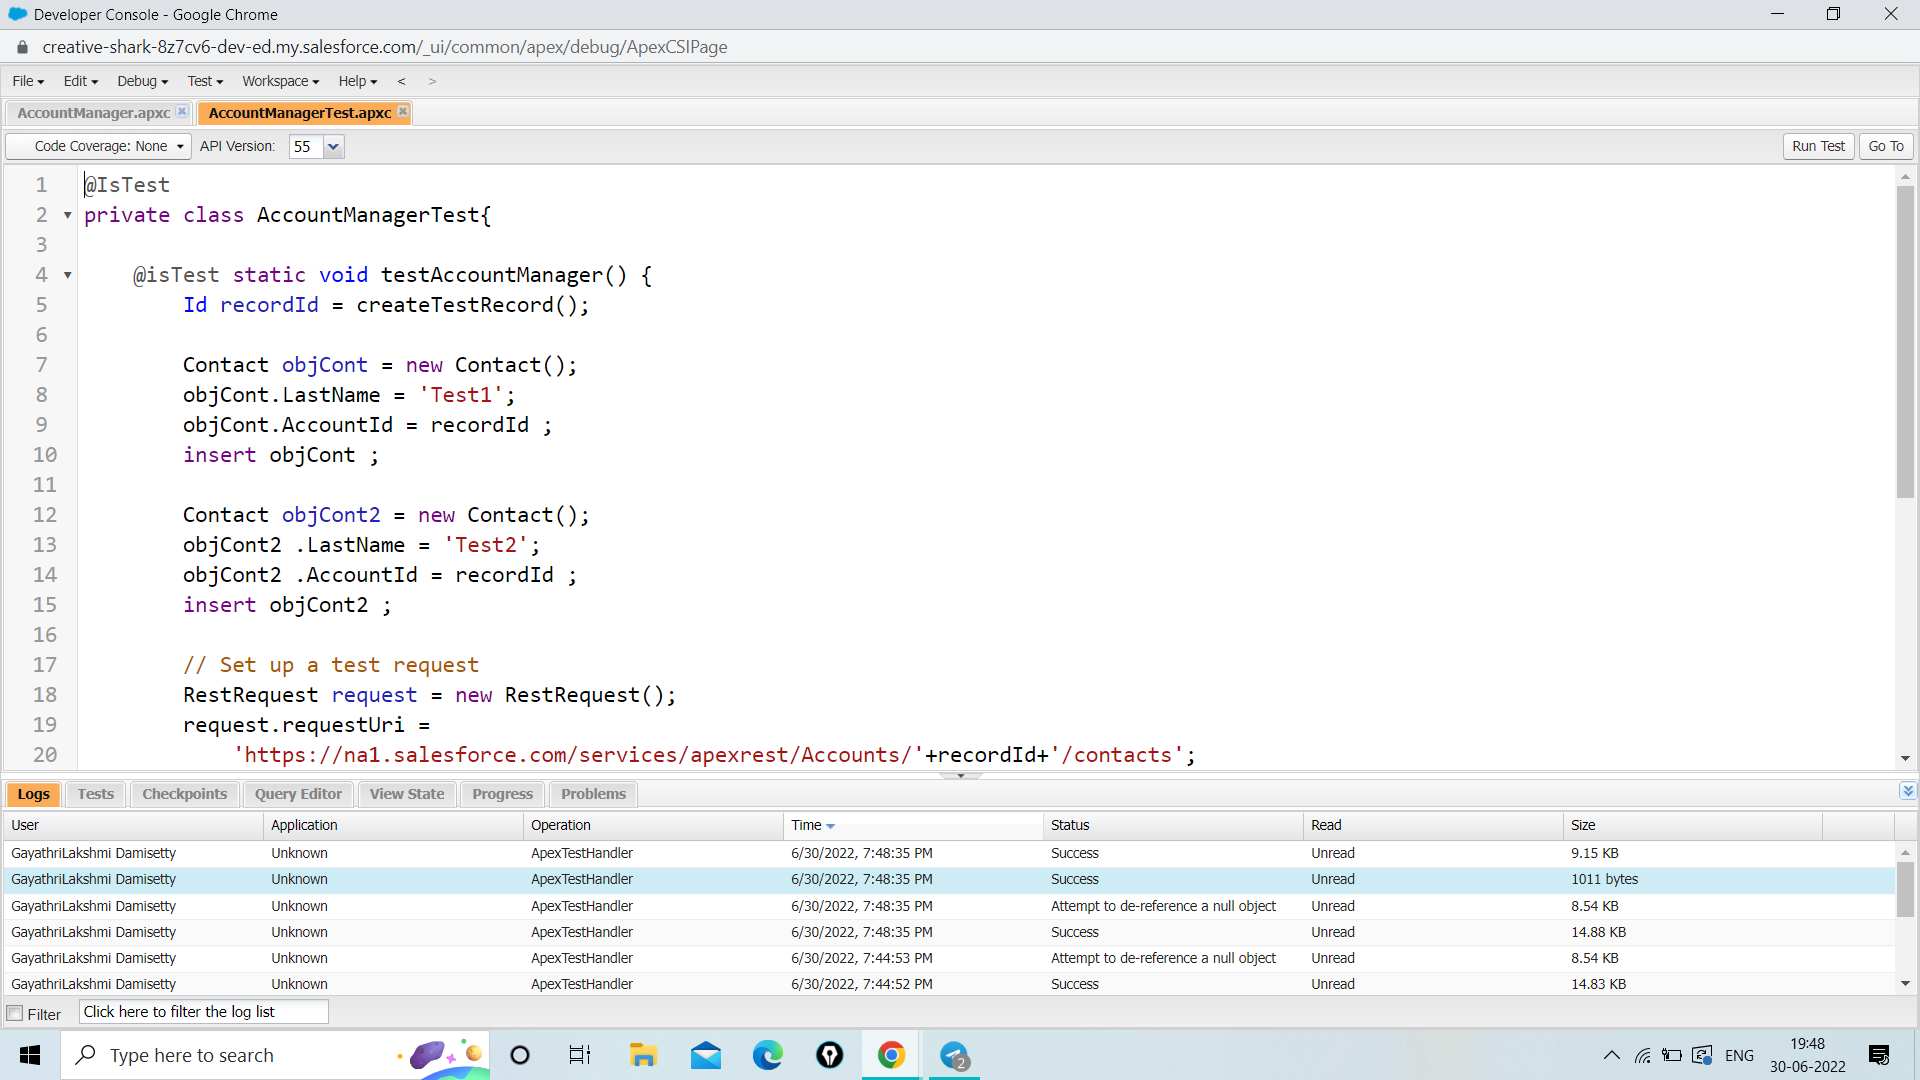 Developer Console - Google Chrome
creative-shark-8z7cv6-dev-ed.my.salesforce.com/_ui/common/apex/debug/ApexCSIPage
File Edit Debug Test Workspace Help < >
AccountManager.apxc AccountManagerTest.apxc
Code Coverage: None API Version: 55 Run Test Go To
1 @IsTest
2 private class AccountManagerTest{
3
4 @isTest static void testAccountManager() {
5 Id recordId = createTestRecord();
6
7 Contact objCont = new Contact();
8 objCont.LastName = 'Test1';
9 objCont.AccountId = recordId ;
10 insert objCont ;
11
12 Contact objCont2 = new Contact();
13 objCont2 .LastName = 'Test2';
14 objCont2 .AccountId = recordId ;
15 insert objCont2 ;
16
17 // Set up a test request
18 RestRequest request = new RestRequest();
19 request.requestUri =
20 'https://na1.salesforce.com/services/apexrest/Accounts/'+recordId+'/contacts';
Logs Tests Checkpoints Query Editor View State Progress Problems
User Application Operation Time Status Read Size
GayathriLakshmi Damisetty Unknown ApexTestHandler 6/30/2022, 7:48:35 PM Success Unread 9.15 KB
GayathriLakshmi Damisetty Unknown ApexTestHandler 6/30/2022, 7:48:35 PM Success Unread 1011 bytes
GayathriLakshmi Damisetty Unknown ApexTestHandler 6/30/2022, 7:48:35 PM Attempt to de-reference a null object Unread 8.54 KB
GayathriLakshmi Damisetty Unknown ApexTestHandler 6/30/2022, 7:48:35 PM Success Unread 14.88 KB
GayathriLakshmi Damisetty Unknown ApexTestHandler 6/30/2022, 7:44:53 PM Attempt to de-reference a null object Unread 8.54 KB
GayathriLakshmi Damisetty Unknown ApexTestHandler 6/30/2022, 7:44:52 PM Success Unread 14.83 KB
Filter Click here to filter the log list
Type here to search 2 ENG 19:48
30-06-2022